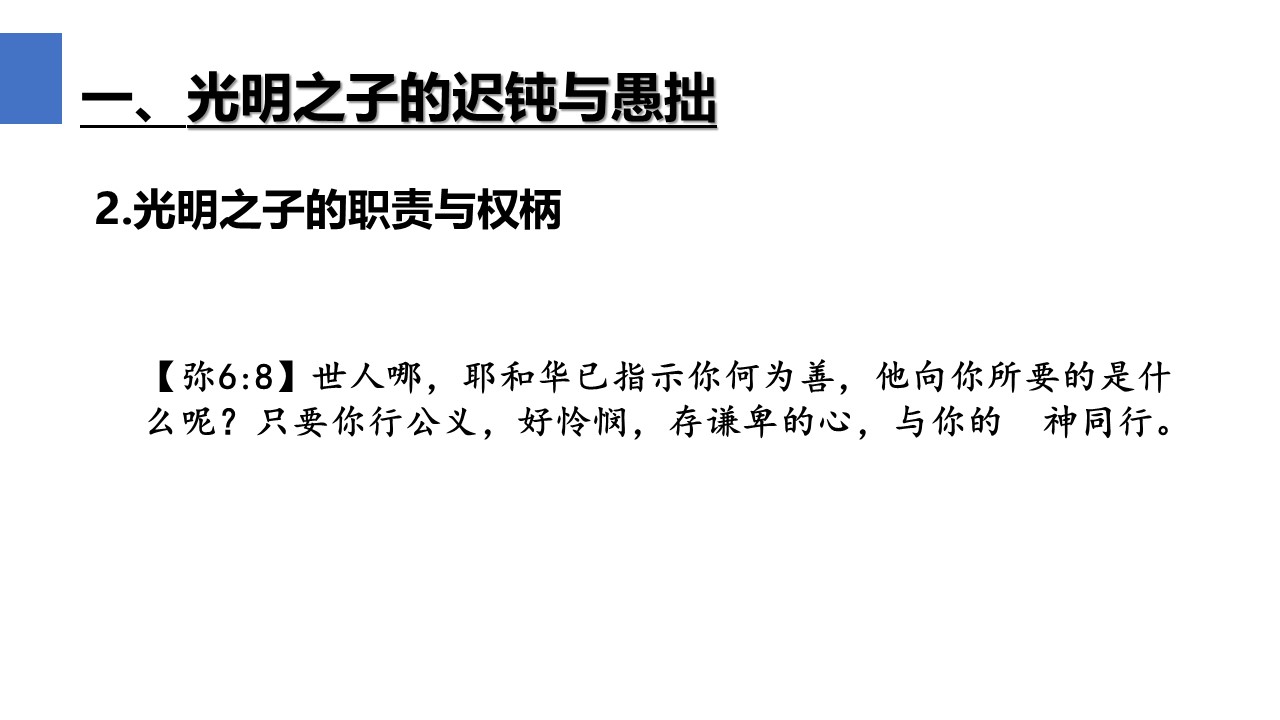 一、光明之子的迟钝与愚拙
2.光明之子的职责与权柄
【弥6:8】世人哪，耶和华已指示你何为善，他向你所要的是什
么呢？只要你行公义，好怜悯，存谦卑的心，与你的　神同行。